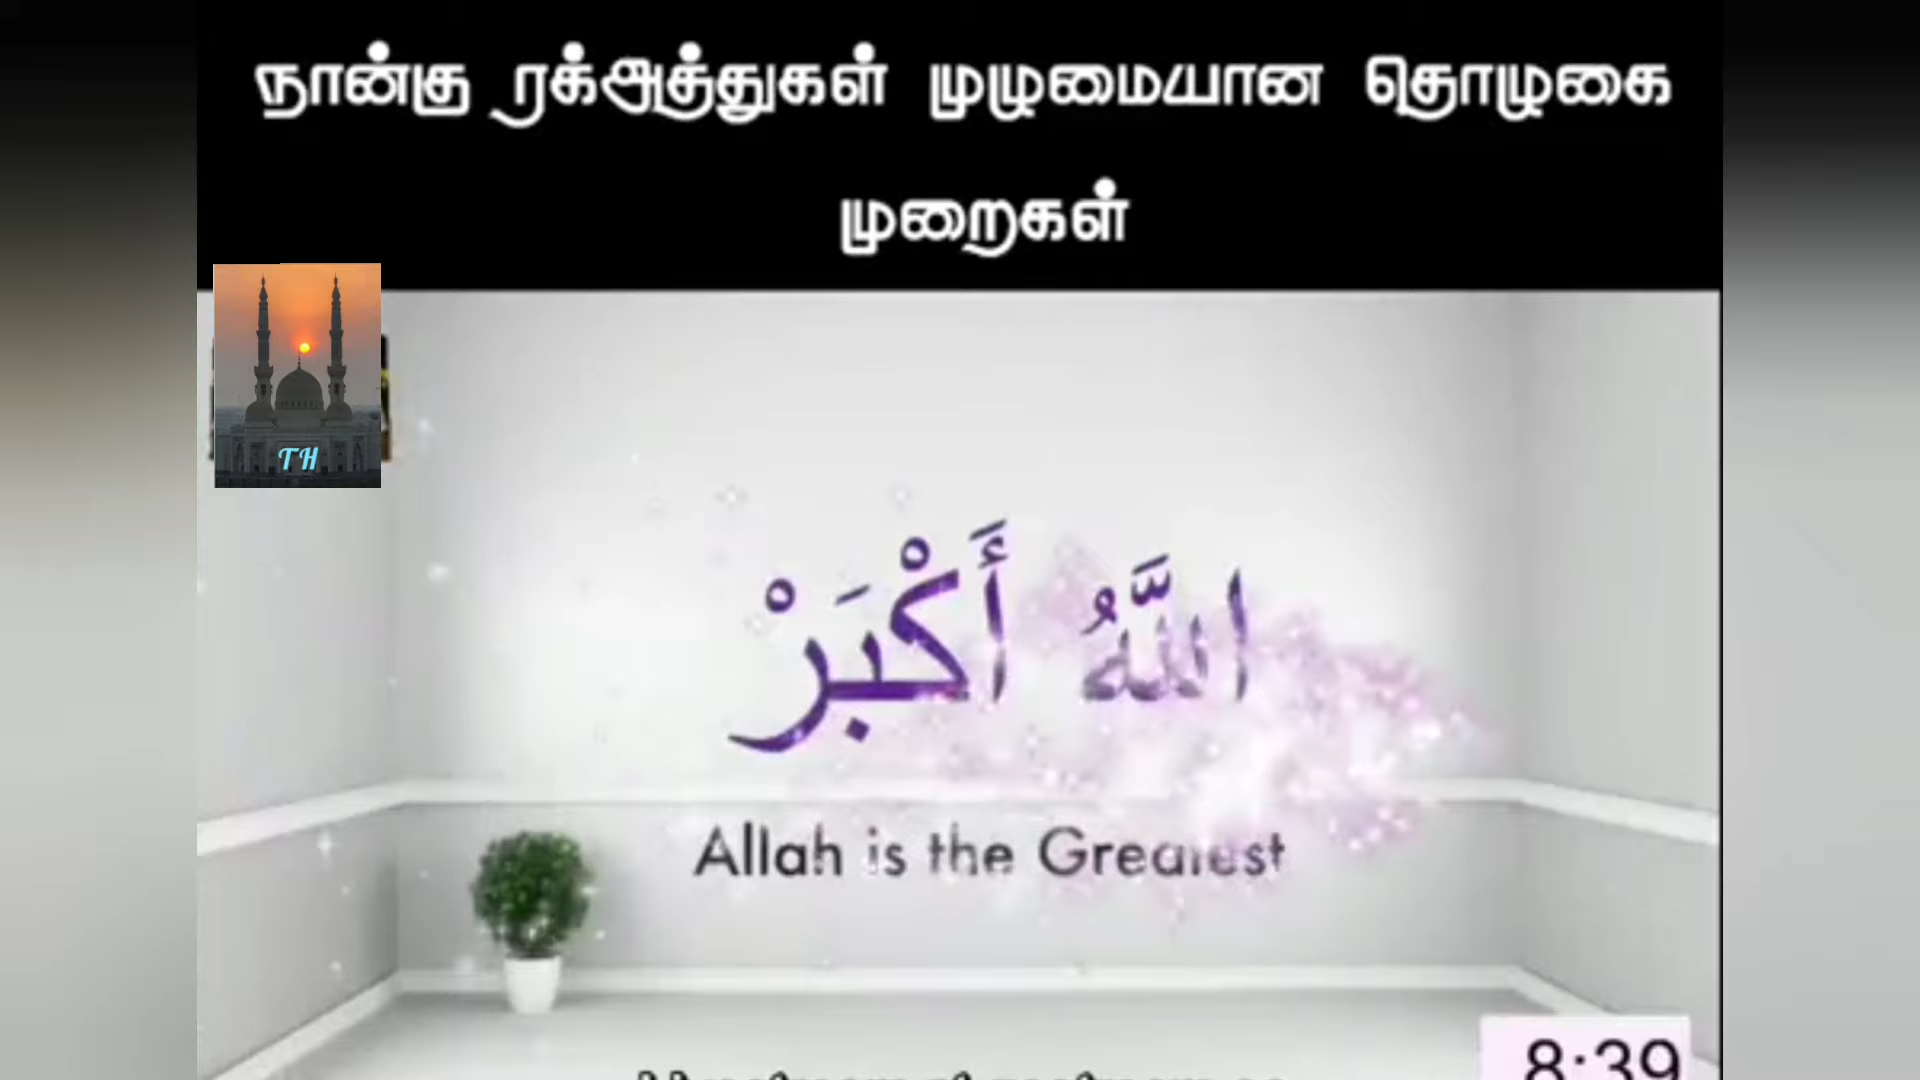 நான்கு ரக்அத்துகள் முழுமையான தொழுகை
முறைகள்
TH
اللَّهُ أَكْبَرْ
Allah is the Greatest
8:39